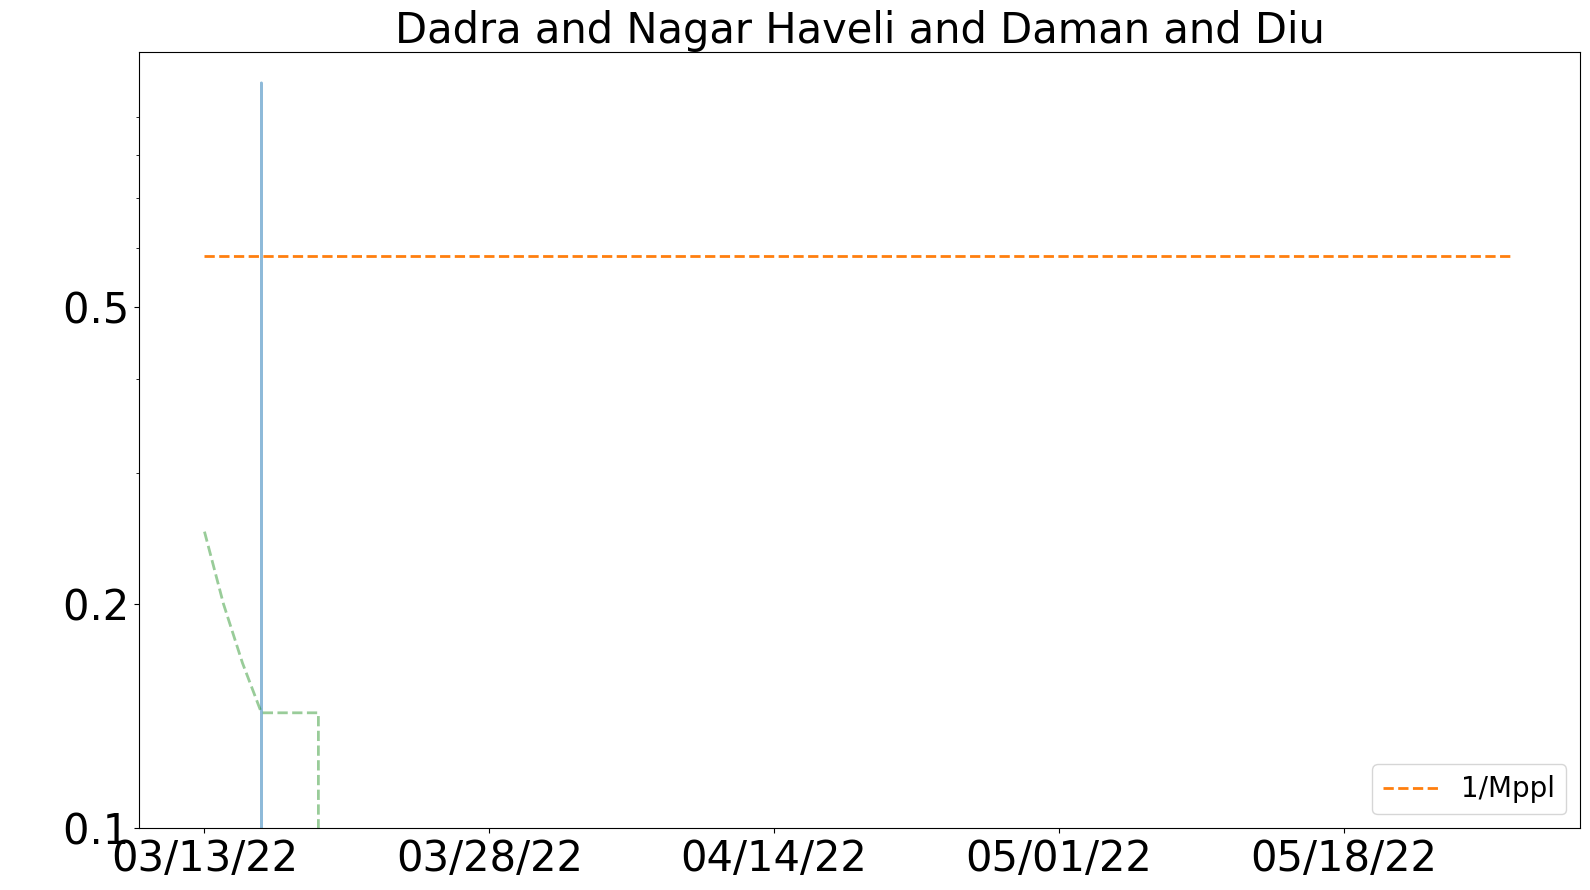 Dadra and Nagar Haveli and Daman and Diu
0.5
0.2
0.1
1/Mppl
03/13/22 03/28/22 04/14/22 05/01/22 05/18/22